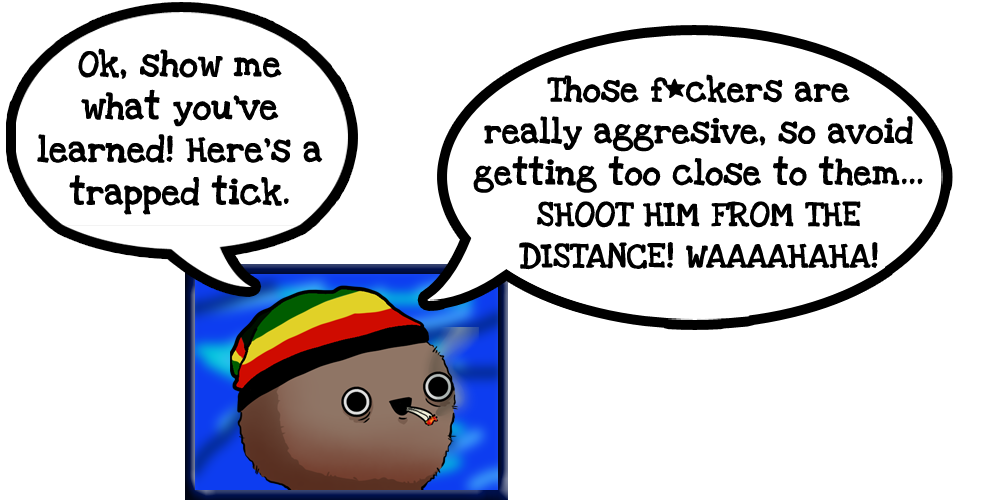 Ok, show me
what you've
learned! Here's a
trapped tick.
Those f★ckers are
really aggresive, so avoid
getting too close to them...
SHOOT HIM FROM THE
DISTANCE! WAAAAHAHA!